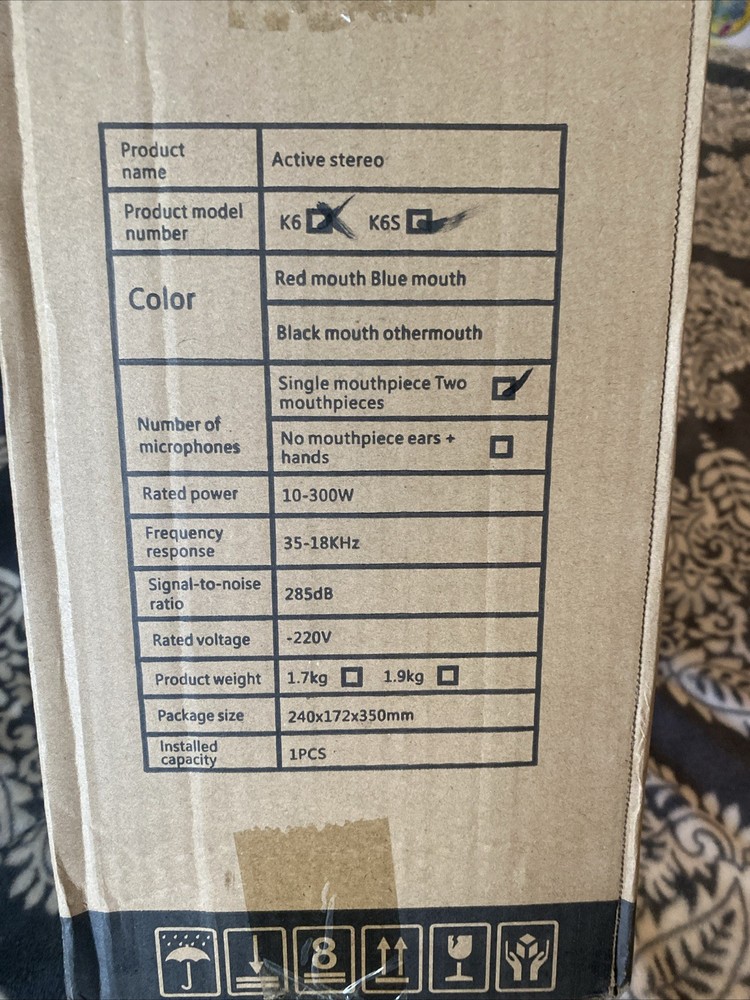 Product name
Active stereo
Product model number
K6 K6S
Color
Red mouth Blue mouth
Black mouth othermouth
Number of microphones
Single mouthpiece Two
mouthpieces
No mouthpiece ears +
hands
Rated power
10-300W
Frequency
response
35-18KHz
Signal-to-noise
ratio
285dB
Rated voltage
-220V
Product weight
1.7kg 1.9kg
Package size
240x172x350mm
Installed
capacity
1PCS
8